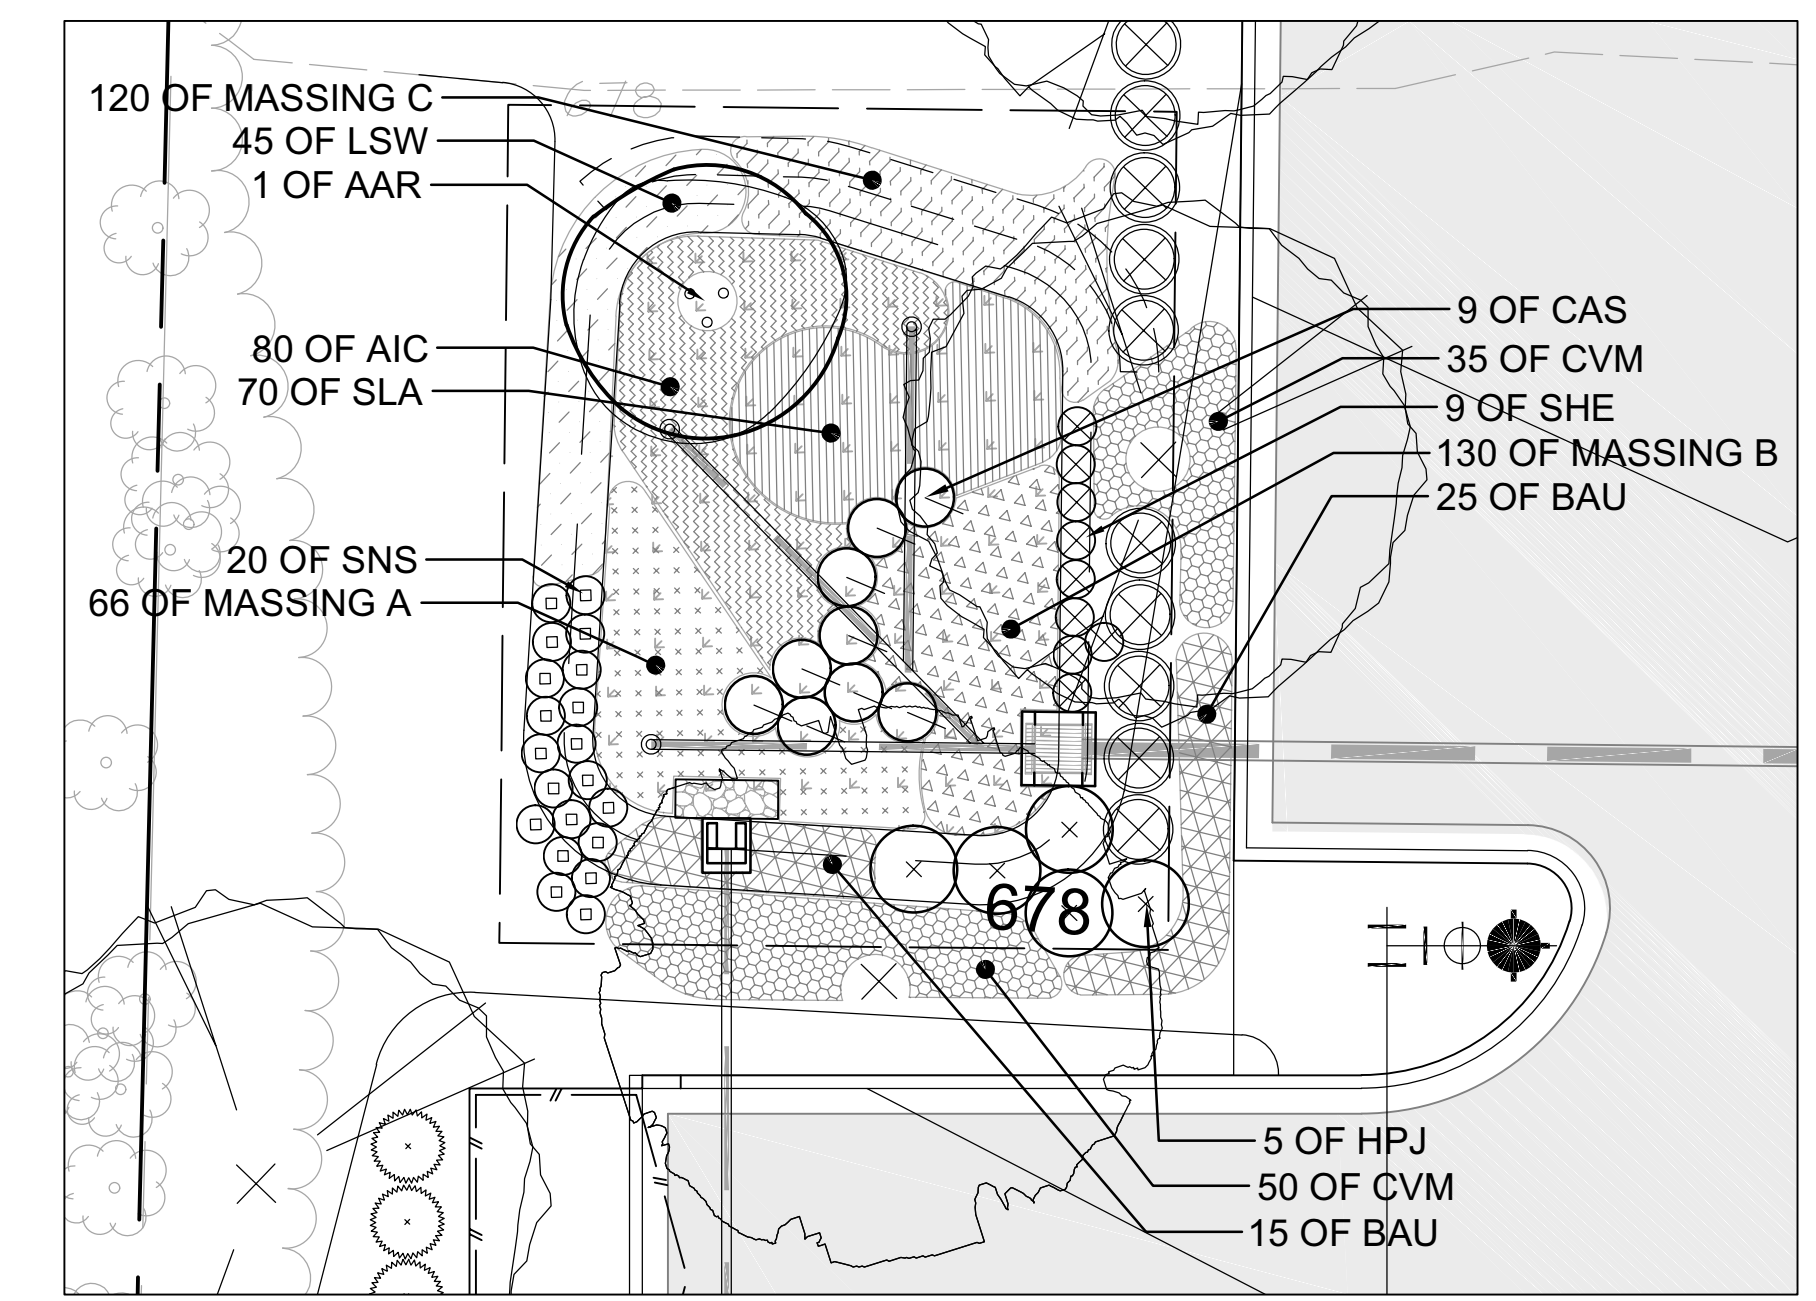 678
120 OF MASSING C
45 OF LSW
1 OF AAR
80 OF AIC
70 OF SLA
20 OF SNS
66 OF MASSING A
9 OF CAS
35 OF CVM
9 OF SHE
130 OF MASSING B
25 OF BAU
678
5 OF HPJ
50 OF CVM
15 OF BAU